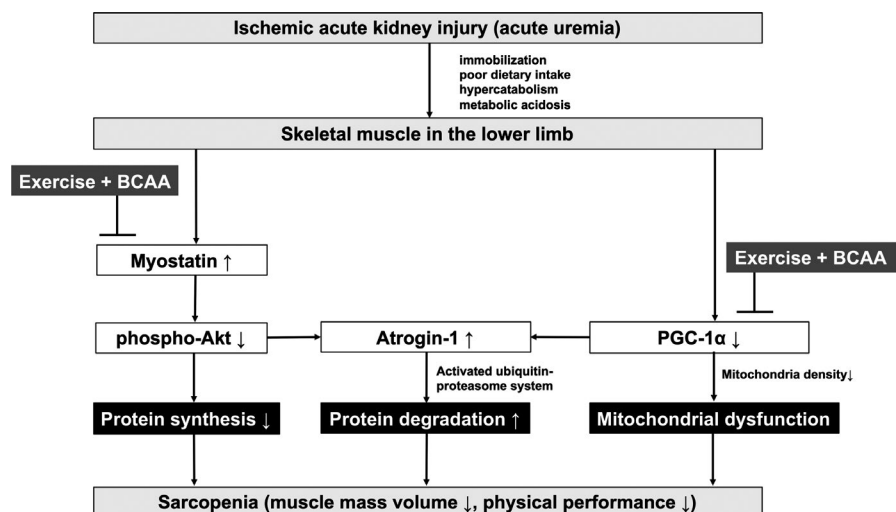 Ischemic acute kidney injury (acute uremia)
immobilization
poor dietary intake
hypercatabolism
metabolic acidosis
Skeletal muscle in the lower limb
Exercise + BCAA
Myostatin ↑
Exercise + BCAA
phospho-Akt ↓
Atrogin-1 ↑
PGC-1α ↓
Activated ubiquitin-
proteasome system
Mitochondria density↓
Protein synthesis ↓
Protein degradation ↑
Mitochondrial dysfunction
Sarcopenia (muscle mass volume ↓, physical performance ↓)